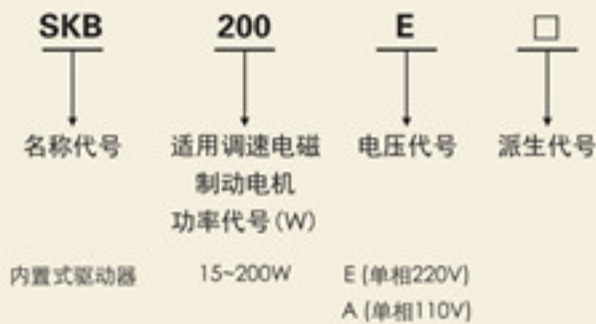 SKB 200 E □
名称代号 适用调速电磁 电压代号 派生代号
制动电机
功率代号(W)
内置式驱动器 15~200W E (单相220V)
A (单相110V)